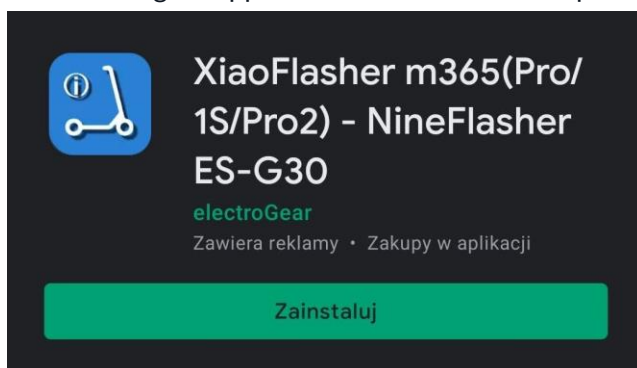 XiaoFlasher m365(Pro/
1S/Pro2) - NineFlasher
ES-G30
electroGear
Zawiera reklamy • Zakupy w aplikacji
Zainstaluj